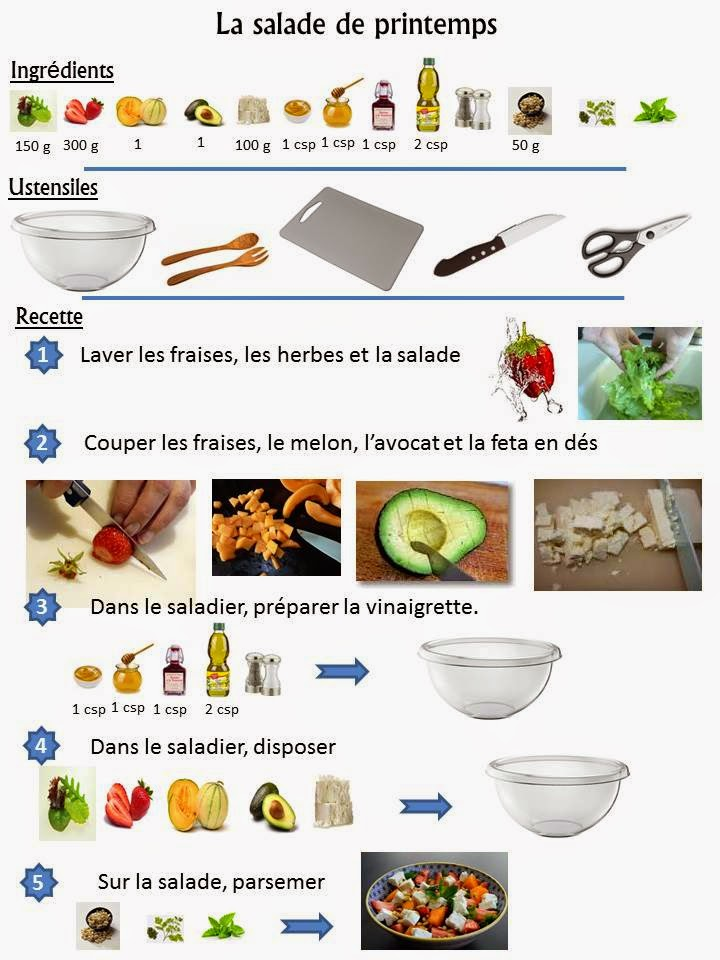 La salade de printemps
Ingrédients
150 g 300 g 1 1 100 g 1 csp 1 csp 1 csp 2 csp 50 g
Ustensiles
Recette
1 Laver les fraises, les herbes et la salade
2 Couper les fraises, le melon, l'avocat et la feta en dés
3 Dans le saladier, préparer la vinaigrette.
1 csp 1 csp 1 csp 2 csp
4 Dans le saladier, disposer
5 Sur la salade, parsemer